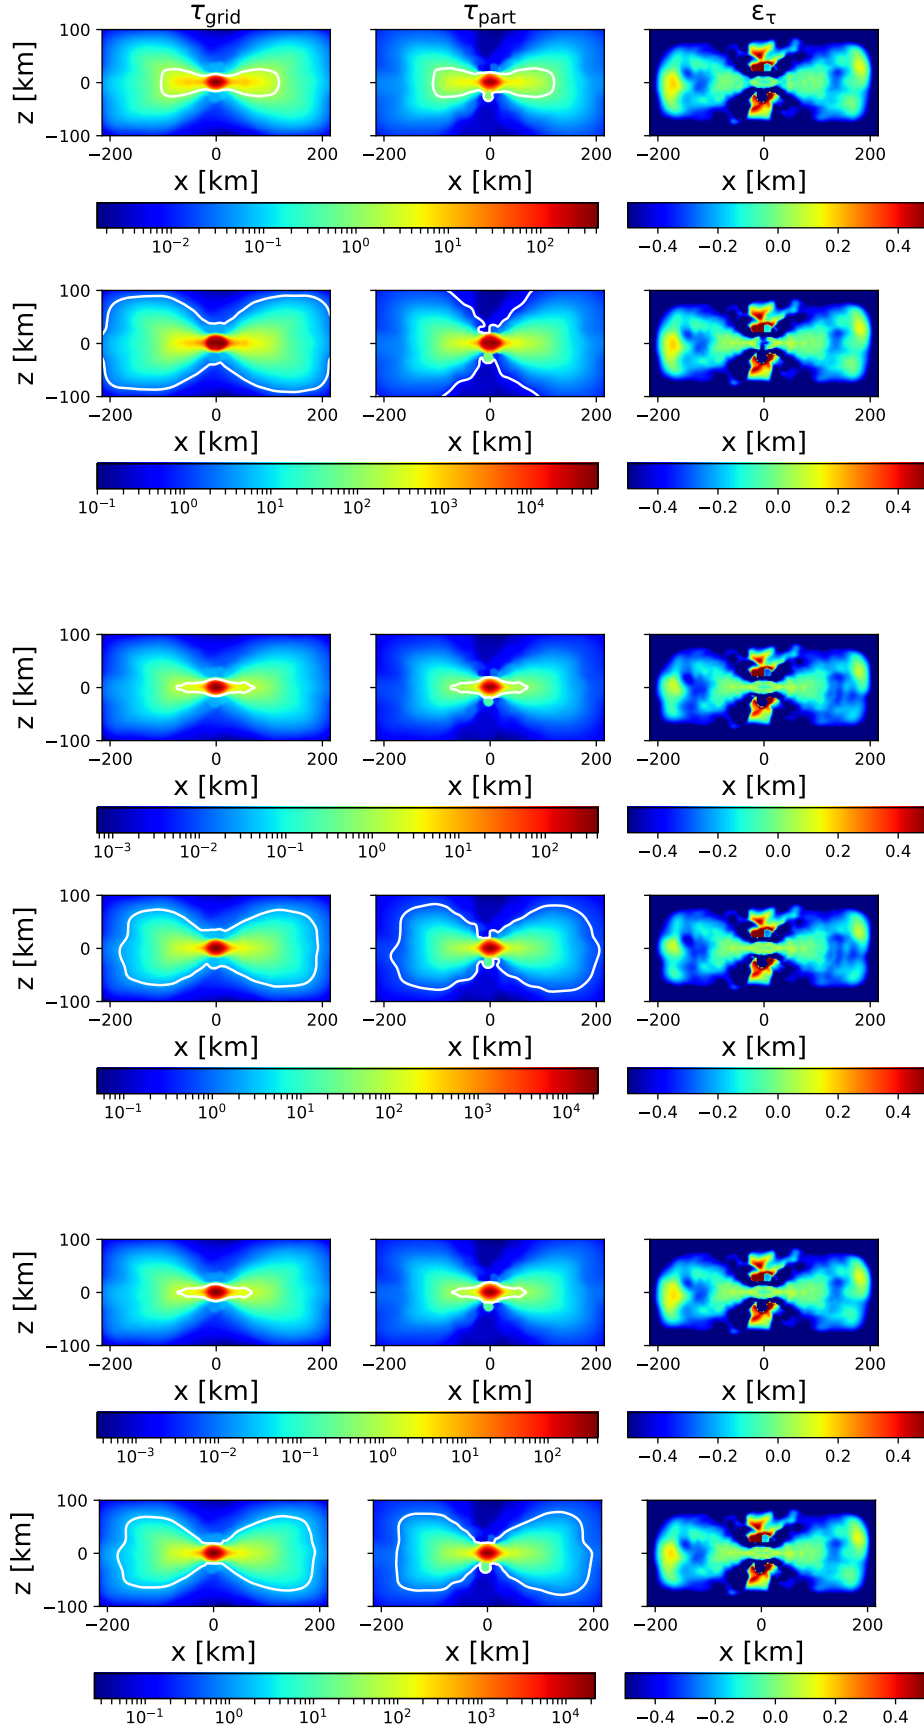 τgrid τpart ετ
z [km] 100 0 −100
−200 0 200 −200 0 200 −200 0 200
x [km] x [km] x [km]
10⁻² 10⁻¹ 10⁰ 10¹ 10² −0.4 −0.2 0.0 0.2 0.4
z [km] 100 0 −100
−200 0 200 −200 0 200 −200 0 200
x [km] x [km] x [km]
10⁻¹ 10⁰ 10¹ 10² 10³ 10⁴ −0.4 −0.2 0.0 0.2 0.4
z [km] 100 0 −100
−200 0 200 −200 0 200 −200 0 200
x [km] x [km] x [km]
10⁻³ 10⁻² 10⁻¹ 10⁰ 10¹ 10² −0.4 −0.2 0.0 0.2 0.4
z [km] 100 0 −100
−200 0 200 −200 0 200 −200 0 200
x [km] x [km] x [km]
10⁻¹ 10⁰ 10¹ 10² 10³ 10⁴ −0.4 −0.2 0.0 0.2 0.4
z [km] 100 0 −100
−200 0 200 −200 0 200 −200 0 200
x [km] x [km] x [km]
10⁻³ 10⁻² 10⁻¹ 10⁰ 10¹ 10² −0.4 −0.2 0.0 0.2 0.4
z [km] 100 0 −100
−200 0 200 −200 0 200 −200 0 200
x [km] x [km] x [km]
10⁻¹ 10⁰ 10¹ 10² 10³ 10⁴ −0.4 −0.2 0.0 0.2 0.4